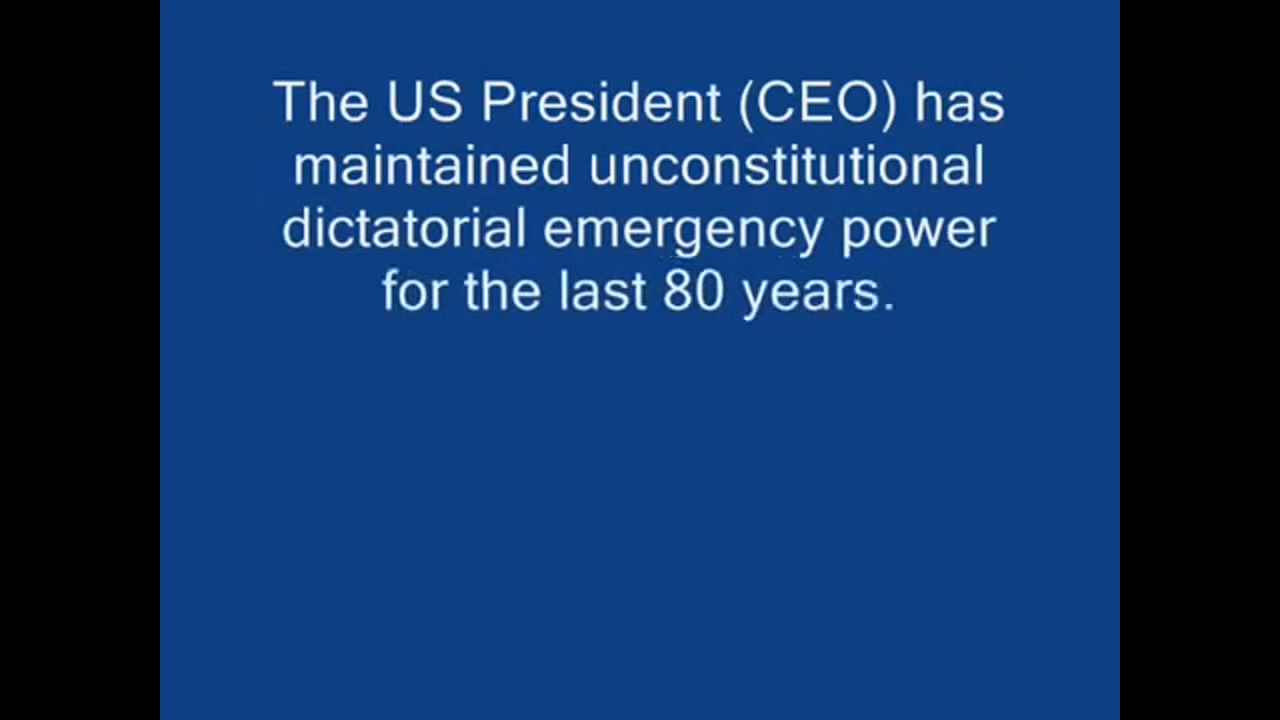 The US President (CEO) has
maintained unconstitutional
dictatorial emergency power
for the last 80 years.